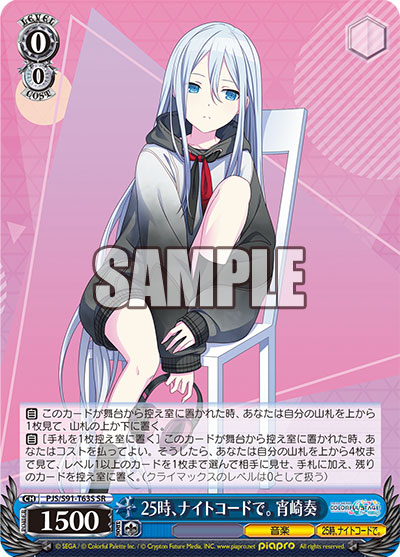 LEVEL
0
0
COST
SAMPLE
自 このカードが舞台から控え室に置かれた時、あなたは自分の山札を上から
1枚見て、山札の上か下に置く。
自 [手札を1枚控え室に置く] このカードが舞台から控え室に置かれた時、あ
なたはコストを払ってよい。そうしたら、あなたは自分の山札を上から4枚ま
で見て、レベル1以上のカードを1枚まで選んで相手に見せ、手札に加え、残り
のカードを控え室に置く。(クライマックスのレベルは0として扱う)
CH PJS/S91-T63S SR
1500
25時、ナイトコードで。宵崎奏
音楽
25時、ナイトコードで。
COLORFUL STAGE!
© SEGA / © Colorful Palette Inc. / © Crypton Future Media, INC. www.piapro.net piapro All rights reserved.